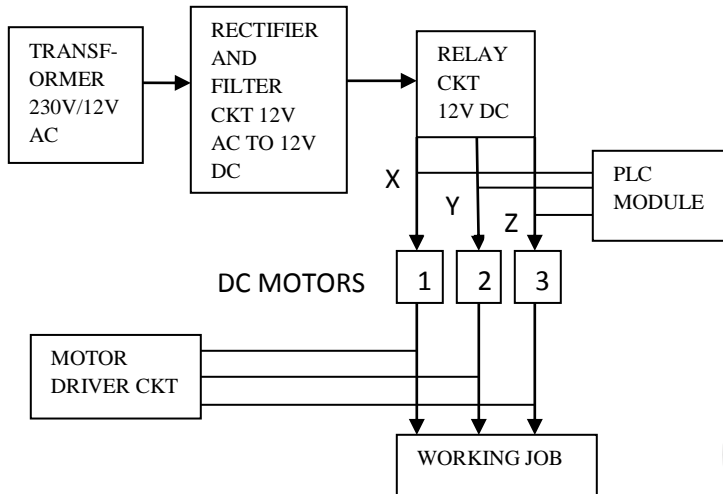 TRANSF-
ORMER
230V/12V
AC
RECTIFIER
AND
FILTER
CKT 12V
AC TO 12V
DC
RELAY
CKT
12V DC
PLC
MODULE
X
Y
Z
DC MOTORS
1
2
3
MOTOR
DRIVER CKT
WORKING JOB